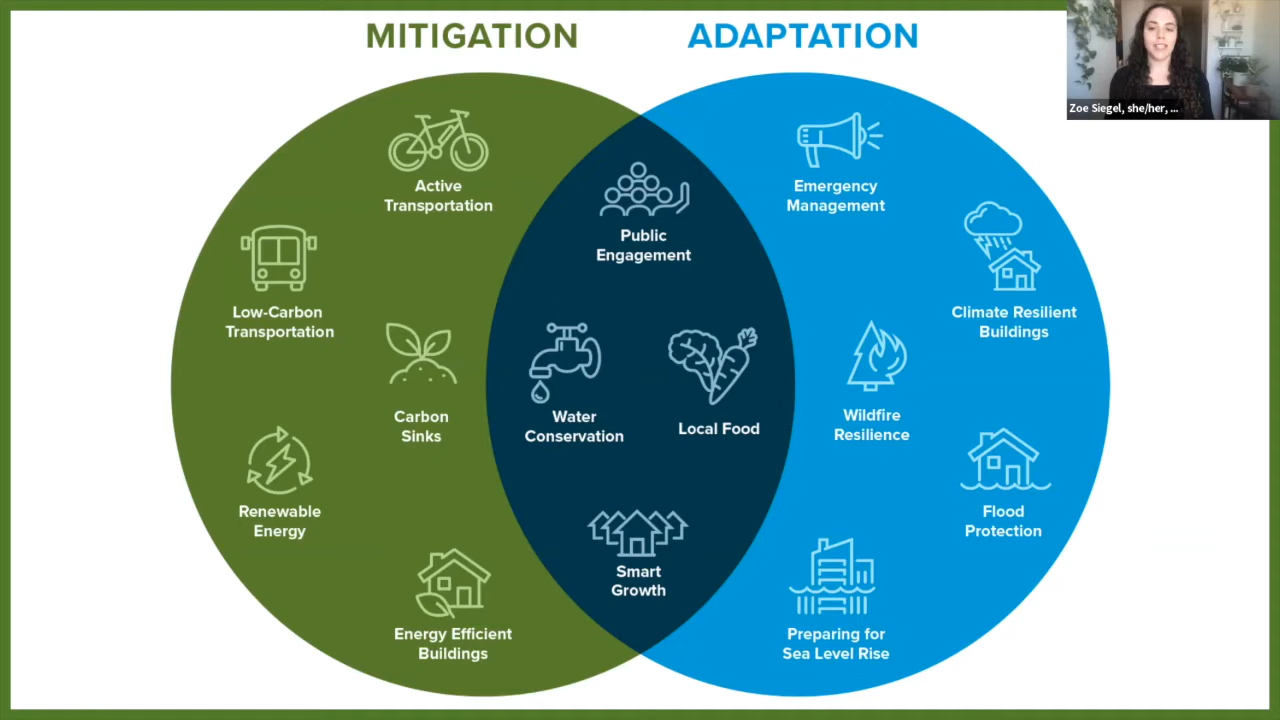 MITIGATION
ADAPTATION
Zoe Siegel, she/her, ...
Active
Transportation
Public
Engagement
Emergency
Management
Low-Carbon
Transportation
Climate Resilient
Buildings
Carbon
Sinks
Water
Conservation
Local Food
Wildfire
Resilience
Renewable
Energy
Flood
Protection
Smart
Growth
Energy Efficient
Buildings
Preparing for
Sea Level Rise